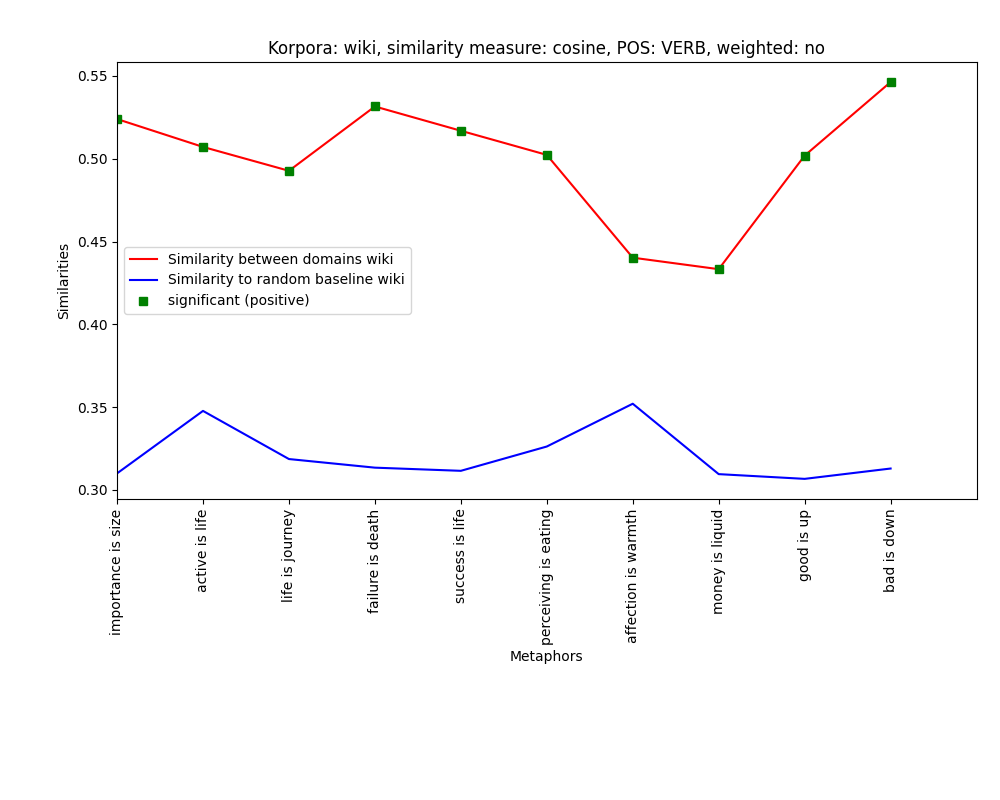 Korpora: wiki, similarity measure: cosine, POS: VERB, weighted: no
0.55
0.50
0.45
0.40
0.35
0.30
Similarities
Similarity between domains wiki
Similarity to random baseline wiki
significant (positive)
importance is size
active is life
life is journey
failure is death
success is life
perceiving is eating
affection is warmth
money is liquid
good is up
bad is down
Metaphors